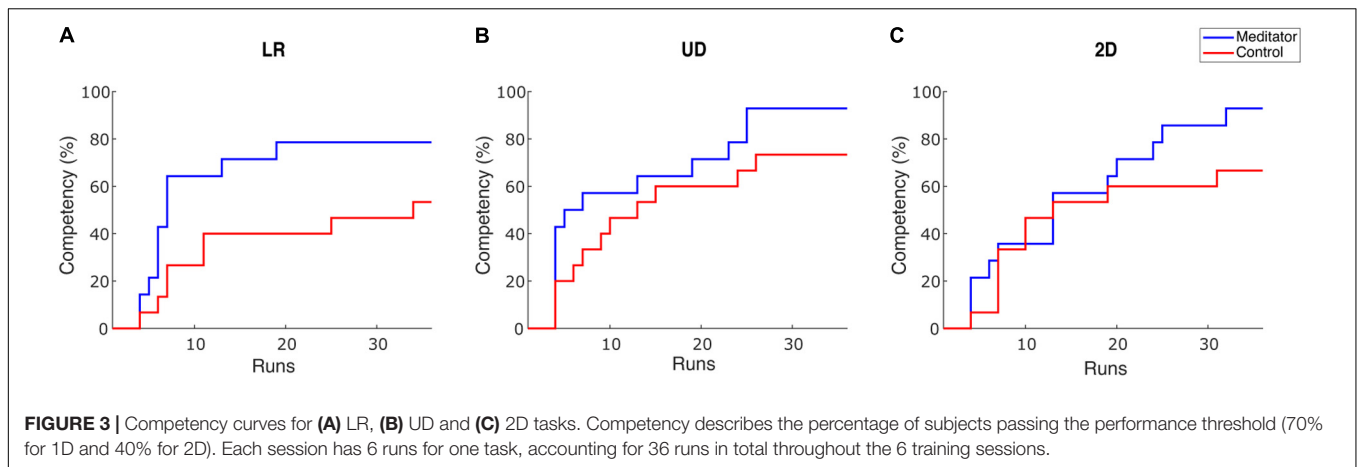 A
LR
B
UD
C
2D
Meditator
Control
Competency (%)
100
80
60
40
20
0
10
20
30
Runs
Competency (%)
100
80
60
40
20
0
10
20
30
Runs
Competency (%)
100
80
60
40
20
0
10
20
30
Runs
FIGURE 3 | Competency curves for (A) LR, (B) UD and (C) 2D tasks. Competency describes the percentage of subjects passing the performance threshold (70%
for 1D and 40% for 2D). Each session has 6 runs for one task, accounting for 36 runs in total throughout the 6 training sessions.